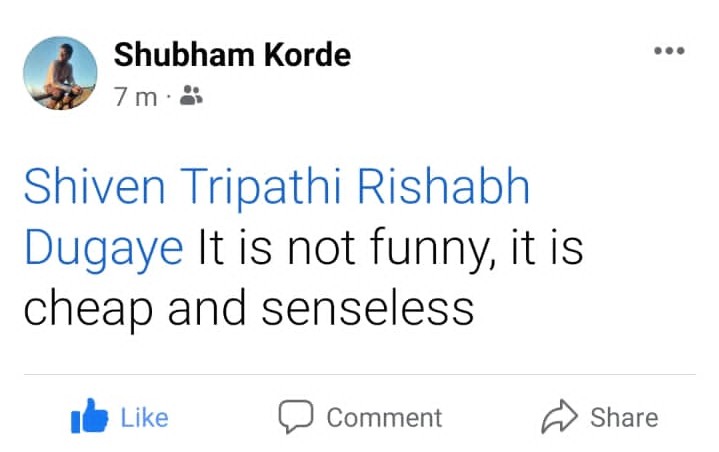 Shubham Korde
7 m ·
Shiven Tripathi Rishabh
Dugaye It is not funny, it is
cheap and senseless
Like Comment Share